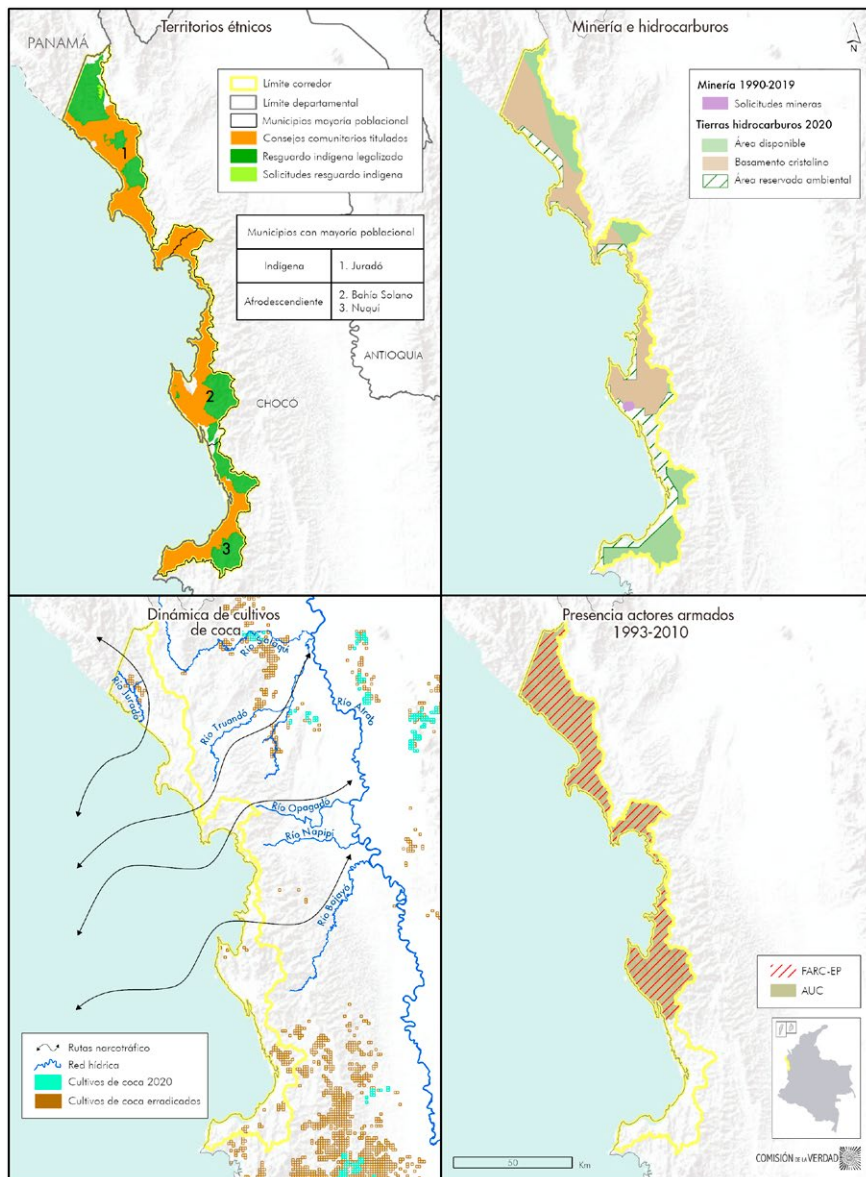 Territorios étnicos
PANAMÁ
Límite corredor
Límite departamental
Municipios mayoría poblacional
Consejos comunitarios titulados
Resguardo indígena legalizado
Solicitudes resguardo indígena
Municipios con mayoría poblacional
Indígena
1. Juradó
Afrodescendiente
2. Bahía Solano
3. Nuquí
ANTIOQUIA
CHOCÓ
1
2
3
Minería e hidrocarburos
N
Minería 1990-2019
Solicitudes mineras
Tierras hidrocarburos 2020
Área disponible
Basamento cristalino
Área reservada ambiental
Dinámica de cultivos
de coca
Río Salaquí
Río Juradó
Río Truandó
Río Atrato
Río Opogadó
Río Napipí
Río Bojayá
Rutas narcotráfico
Red hídrica
Cultivos de coca 2020
Cultivos de coca erradicados
Presencia actores armados
1993-2010
FARC-EP
AUC
50
Km
COMISIÓN DE LA VERDAD